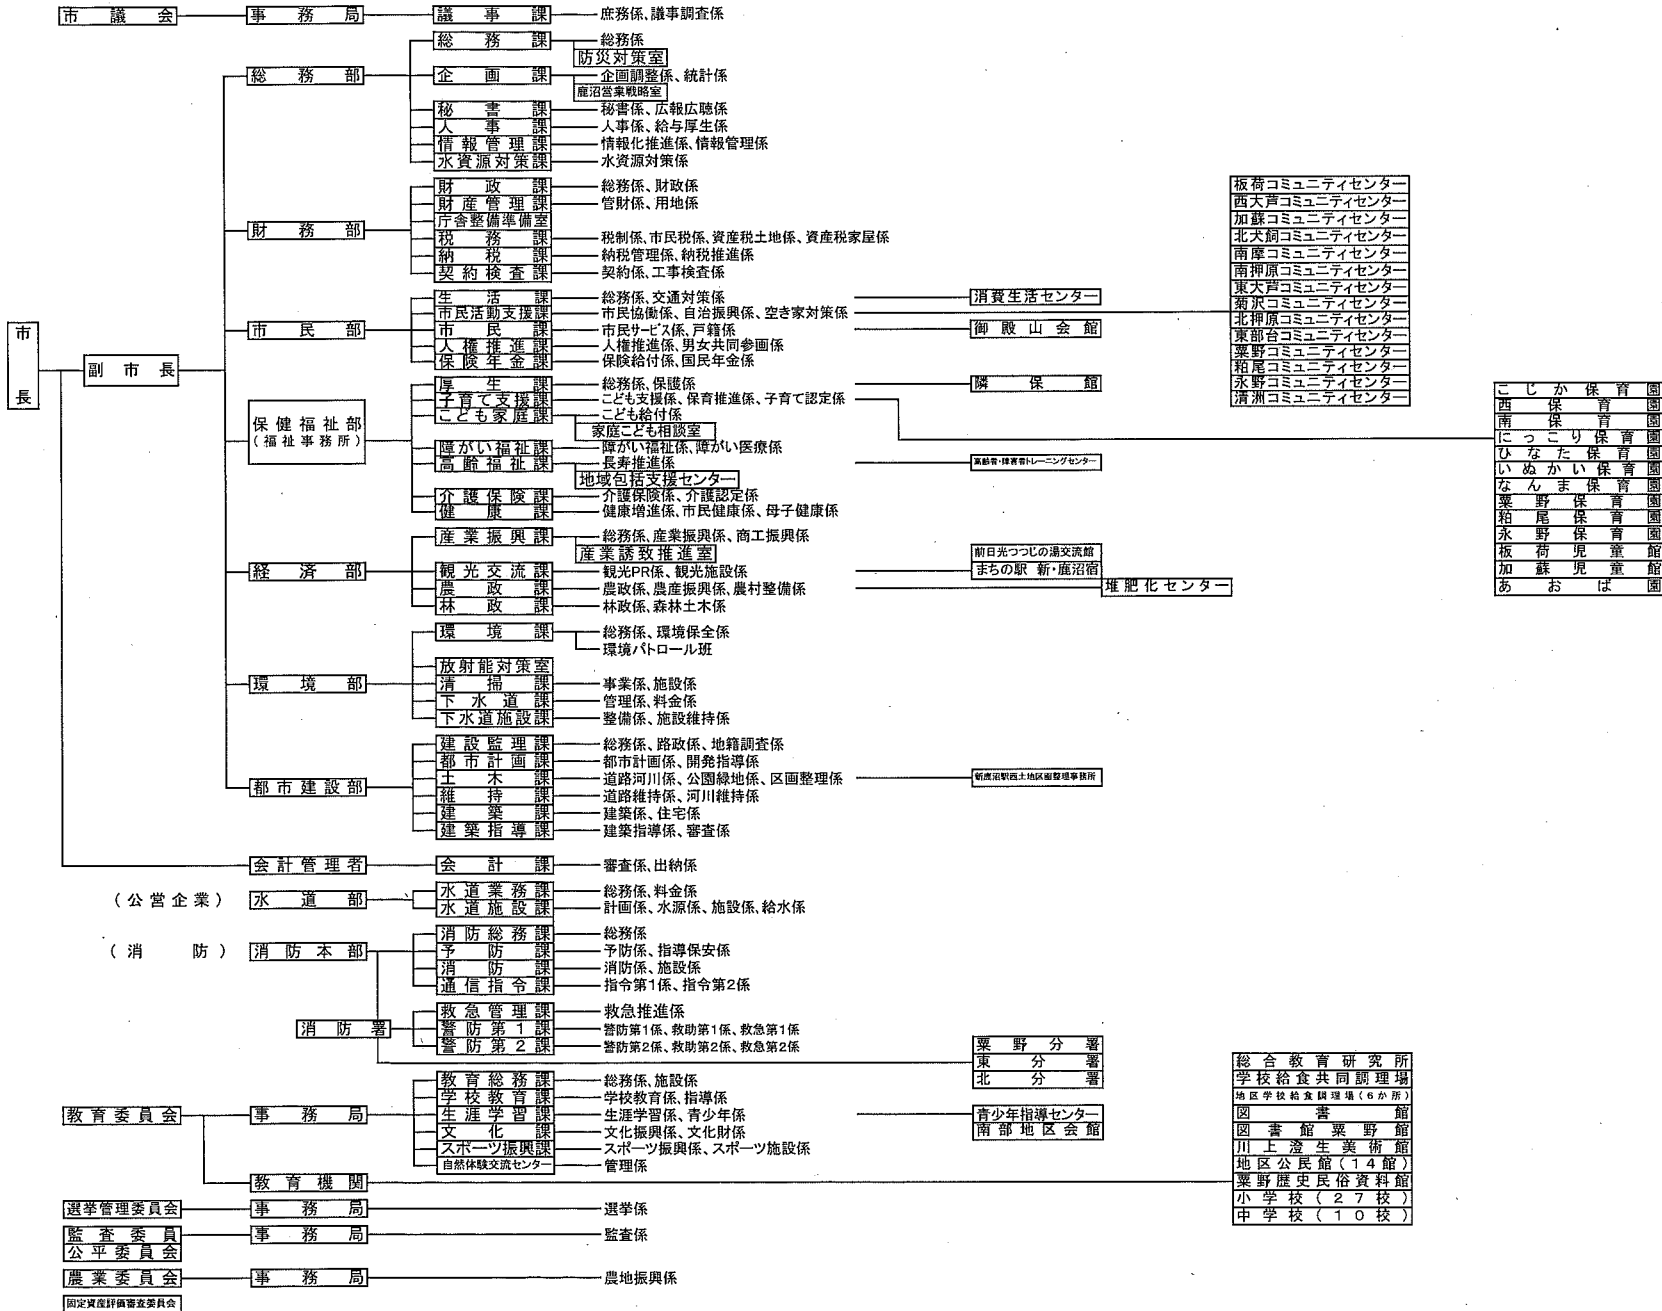 市議会 事務局 議事課 庶務係、議事調査係
総務課 総務係
防災対策室
総務部 企画課 企画調整係、統計係
鹿沼営業戦略室
秘書課 秘書係、広報広聴係
人事課 人事係、給与厚生係
情報管理課 情報化推進係、情報管理係
水資源対策課 水資源対策係
財政課 総務係、財政係
財産管理課 管財係、用地係
庁舎整備準備室
財務部
税務課 税制係、市民税係、資産税土地係、資産税家屋係
納税課 納税管理係、納税推進係
契約検査課 契約係、工事検査係
板荷コミュニティセンター
西大芦コミュニティセンター
加蘇コミュニティセンター
北犬飼コミュニティセンター
南摩コミュニティセンター
南押原コミュニティセンター
東大芦コミュニティセンター
菊沢コミュニティセンター
北押原コミュニティセンター
東部台コミュニティセンター
粟野コミュニティセンター
粕尾コミュニティセンター
永野コミュニティセンター
清洲コミュニティセンター
生活課 総務係、交通対策係 消費生活センター
市民活動支援課 市民協働係、自治振興係、空き家対策係
市民部 市民課 市民サービス係、戸籍係 御殿山会館
人権推進課 人権推進係、男女共同参画係
保険年金課 保険給付係、国民年金係
市長
副市長
厚生課 総務係、保護係 隣保館
子育て支援課 こども支援係、保育推進係、子育て認定係
こども家庭課 こども給付係
家庭こども相談室
保健福祉部
(福祉事務所)
障がい福祉課 障がい福祉係、障がい医療係
高齢福祉課 長寿推進係 高齢者・障害者トレーニングセンター
地域包括支援センター
介護保険課 介護保険係、介護認定係
健康課 健康増進係、市民健康係、母子健康係
こじか保育園
西保育園
南保育園
にっこり保育園
ひなた保育園
いぬかい保育園
なんま保育園
粟野保育園
粕尾保育園
永野保育園
板荷児童館
加蘇児童館
あおば園
産業振興課 総務係、産業振興係、商工振興係
産業誘致推進室 前日光つつじの湯交流館
経済部 観光交流課 観光PR係、観光施設係 まちの駅 新・鹿沼宿
農政課 農政係、農産振興係、農村整備係 堆肥化センター
林政課 林政係、森林土木係
環境課 総務係、環境保全係
環境パトロール班
放射能対策室
環境部 清掃課 事業係、施設係
下水道課 管理係、料金係
下水道施設課 整備係、施設維持係
建設監理課 総務係、路政係、地籍調査係
都市計画課 都市計画係、開発指導係
土木課 道路河川係、公園緑地係、区画整理係 新鹿沼駅西土地区画整理事務所
都市建設部 維持課 道路維持係、河川維持係
建築課 建築係、住宅係
建築指導課 建築指導係、審査係
会計管理者 会計課 審査係、出納係
(公営企業) 水道部 水道業務課 総務係、料金係
水道施設課 計画係、水源係、施設係、給水係
消防総務課 総務係
(消防) 消防本部 予防課 予防係、指導保安係
消防課 消防係、施設係
通信指令課 指令第1係、指令第2係
救急管理課 救急推進係
消防署 警防第1課 警防第1係、救助第1係、救急第1係
警防第2課 警防第2係、救助第2係、救急第2係
粟野分署
東分署
北分署
教育総務課 総務係、施設係
学校教育課 学校教育係、指導係
教育委員会 事務局 生涯学習課 生涯学習係、青少年係 青少年指導センター
文化課 文化振興係、文化財係 南部地区会館
スポーツ振興課 スポーツ振興係、スポーツ施設係
自然体験交流センター 管理係
教育機関
総合教育研究所
学校給食共同調理場
地区学校給食調理場(6か所)
図書館
図書館粟野館
川上澄生美術館
地区公民館(14館)
粟野歴史民俗資料館
小学校(27校)
中学校(10校)
選挙管理委員会 事務局 選挙係
監査委員 事務局 監査係
公平委員会
農業委員会 事務局 農地振興係
固定資産評価審査委員会